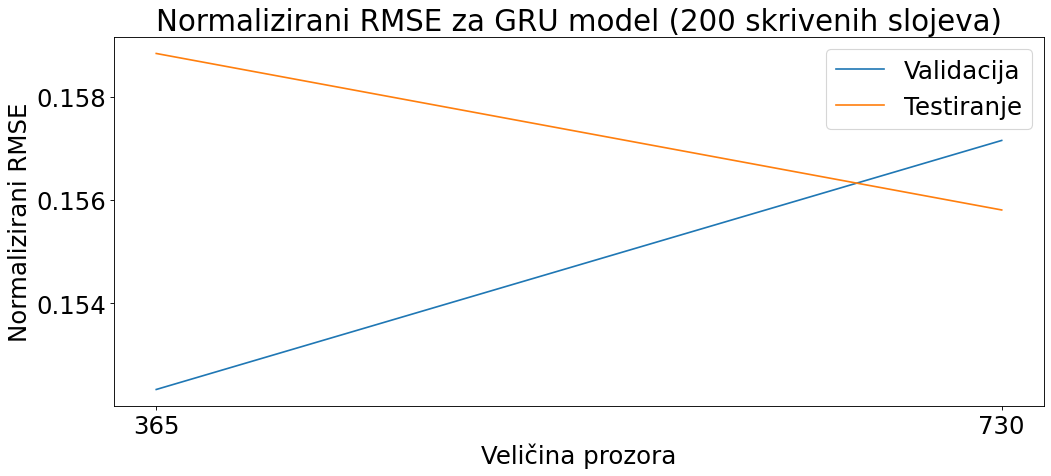 Normalizirani RMSE za GRU model (200 skrivenih slojeva)
Normalizirani RMSE
0.158
0.156
0.154
Validacija
Testiranje
365
730
Veličina prozora